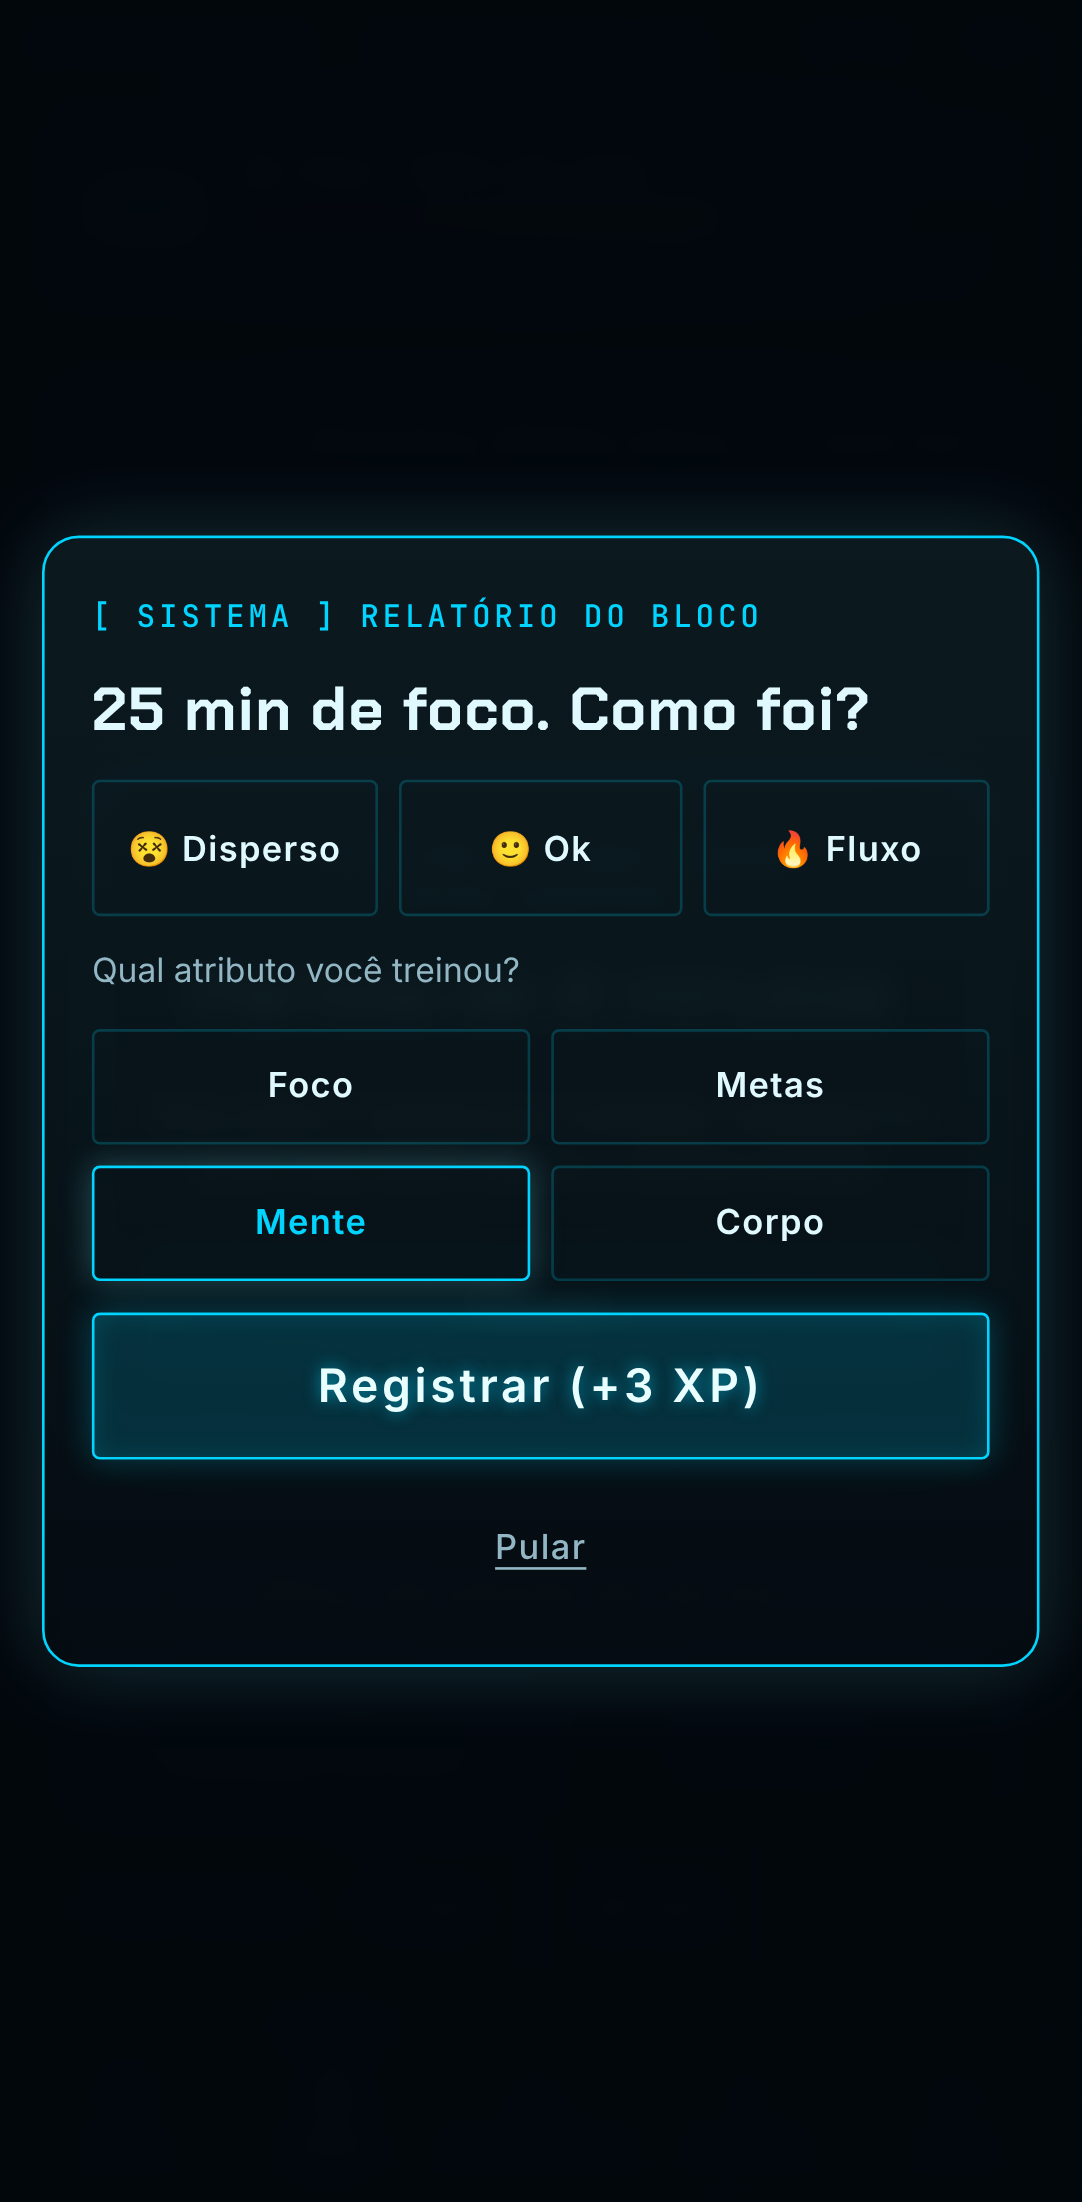 [ SISTEMA ] RELATÓRIO DO BLOCO
25 min de foco. Como foi?
😵 Disperso 🙂 Ok 🔥 Fluxo
Qual atributo você treinou?
Foco Metas
Mente Corpo
Registrar (+3 XP)
Pular